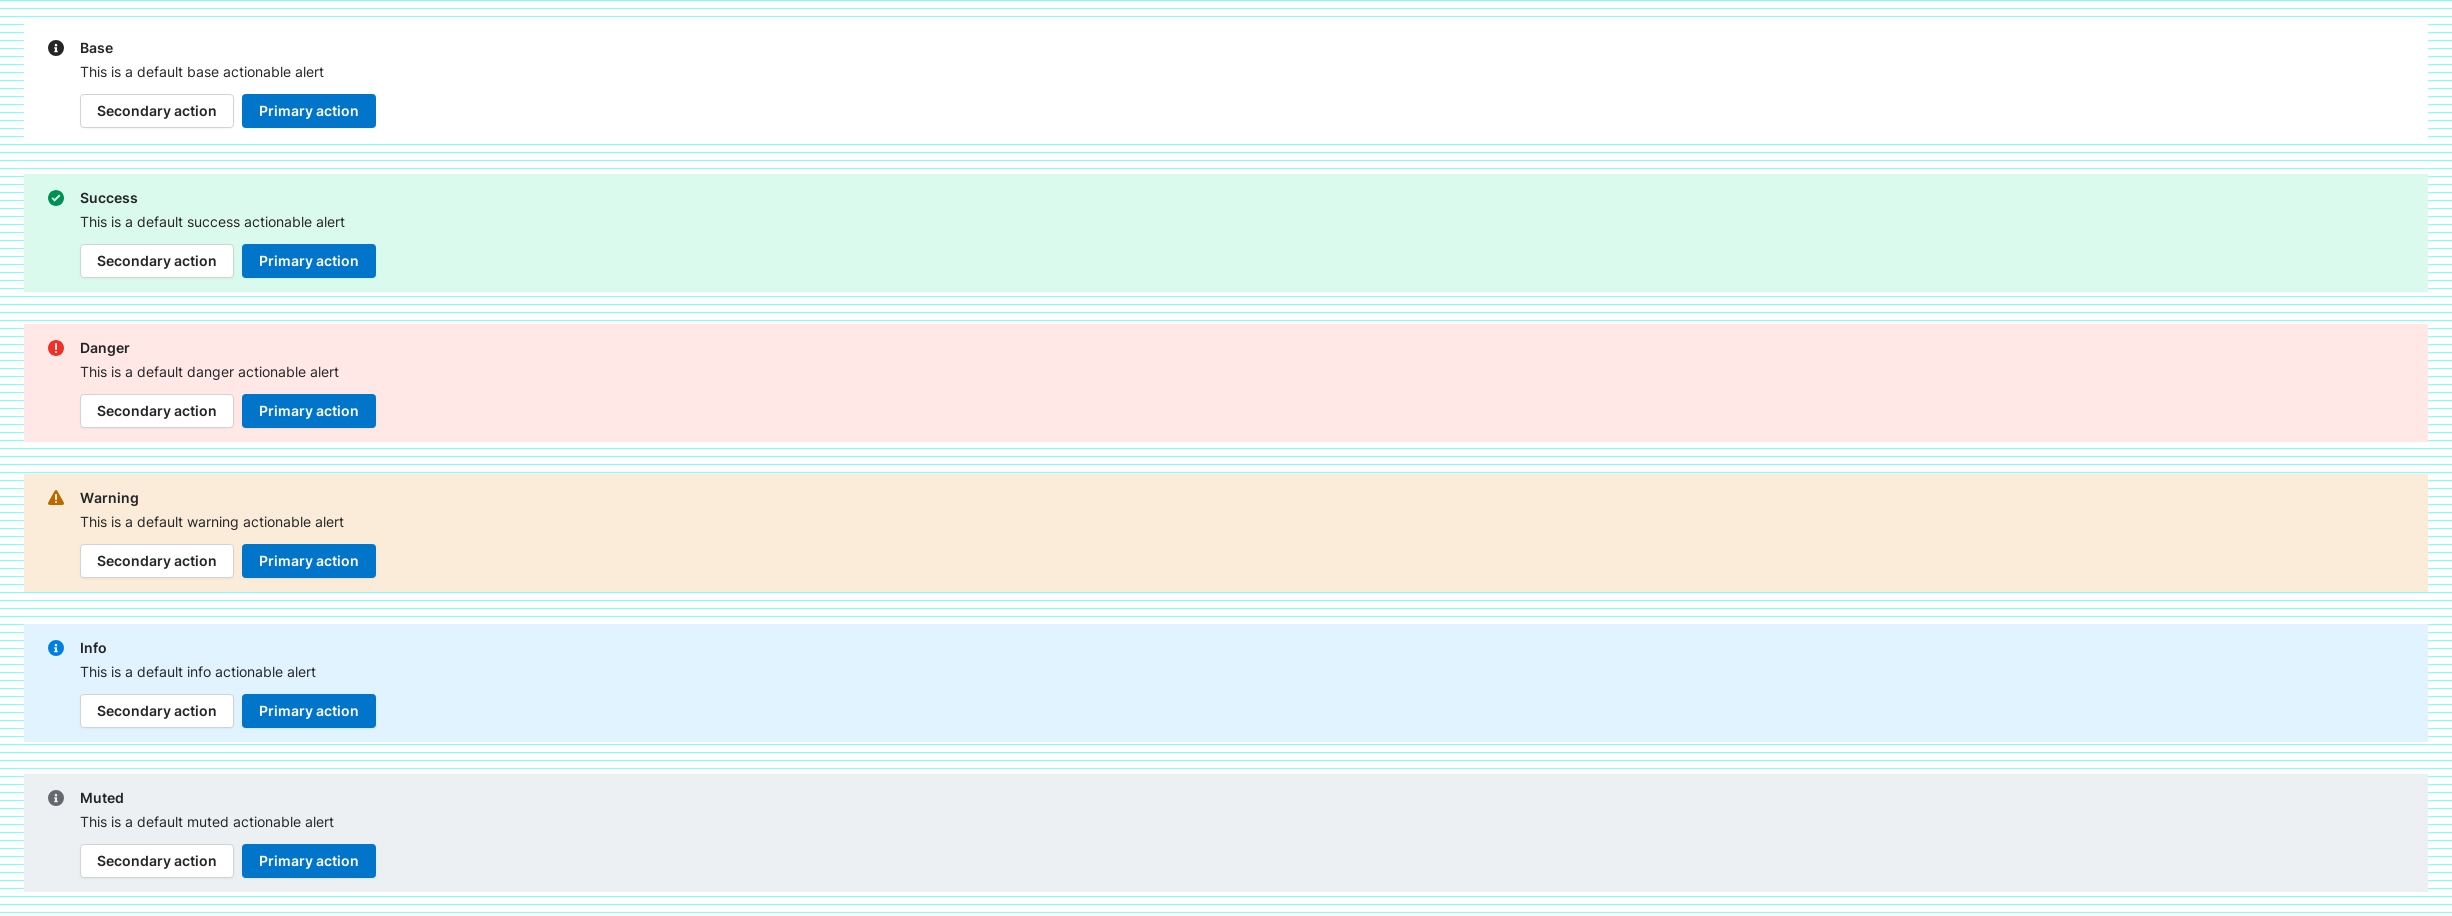 Base
This is a default base actionable alert
Secondary action Primary action
Success
This is a default success actionable alert
Secondary action Primary action
Danger
This is a default danger actionable alert
Secondary action Primary action
Warning
This is a default warning actionable alert
Secondary action Primary action
Info
This is a default info actionable alert
Secondary action Primary action
Muted
This is a default muted actionable alert
Secondary action Primary action